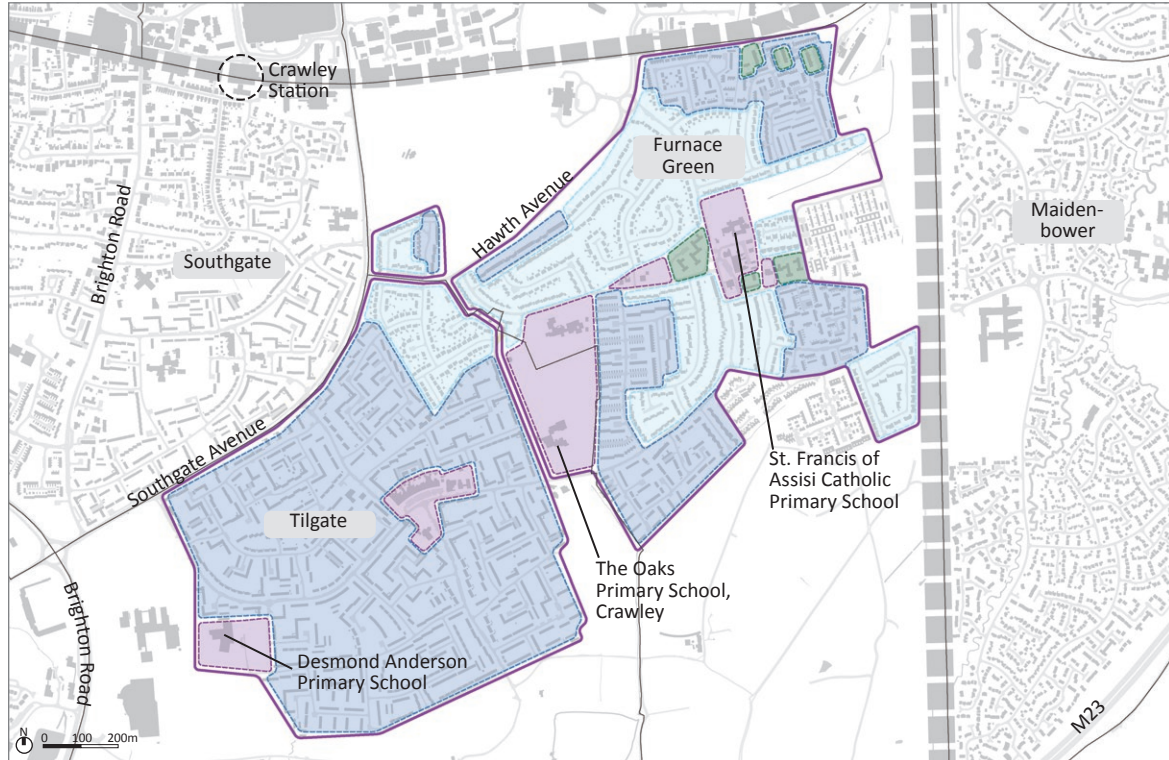 Crawley
Station
Furnace
Green
Hawth Avenue
Brighton Road
Southgate
Maiden-
bower
Southgate Avenue
St. Francis of
Assisi Catholic
Primary School
Tilgate
The Oaks
Primary School,
Crawley
Brighton Road
Desmond Anderson
Primary School
M23
N
0 100 200m